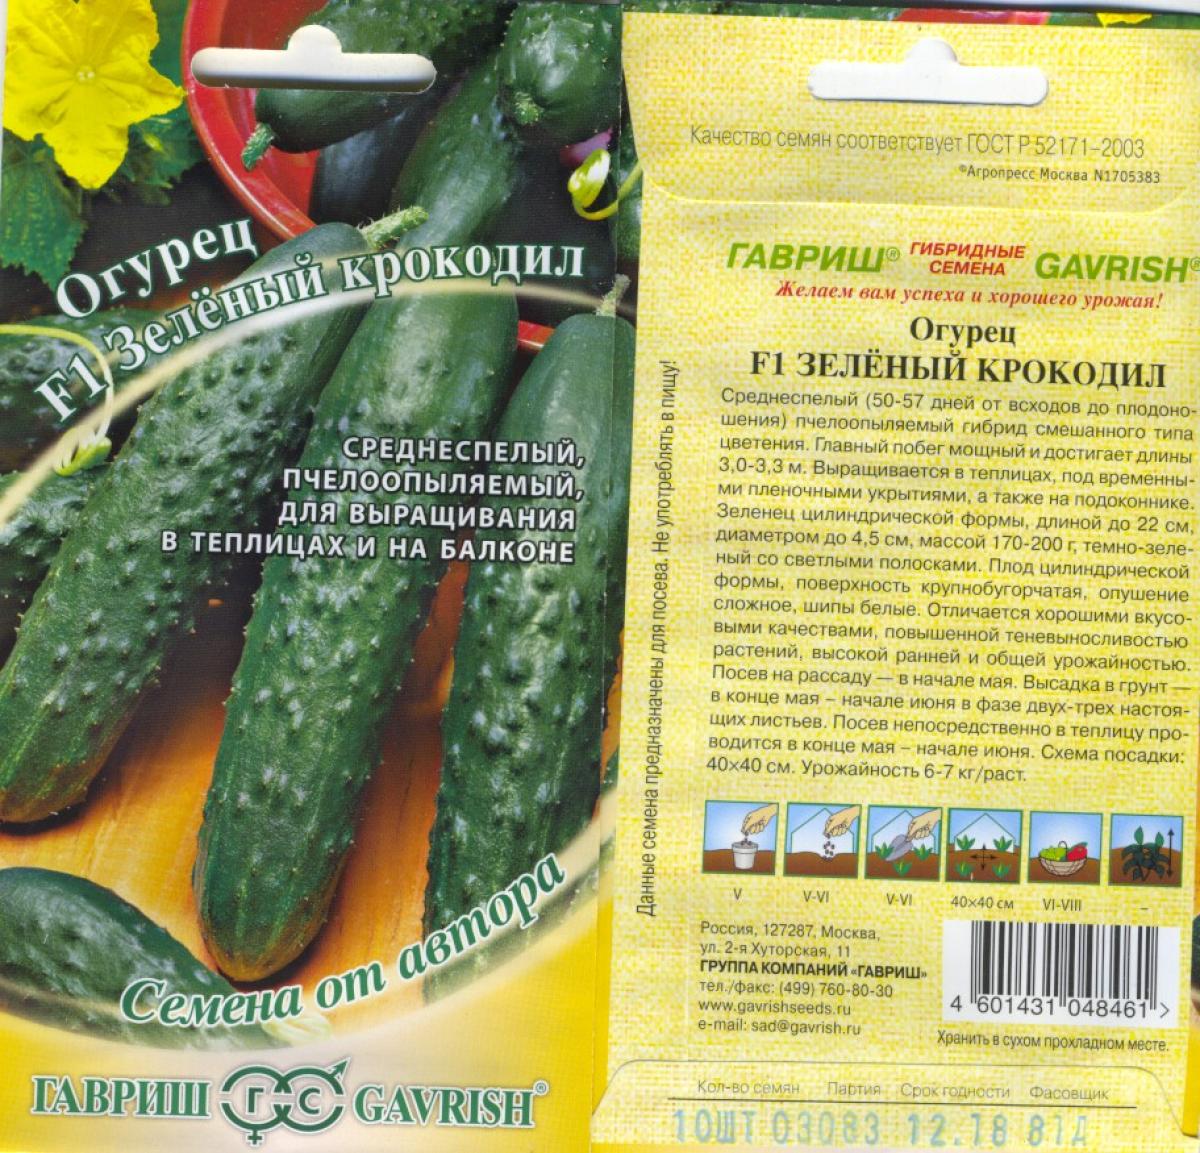 Огурец
F1 Зелёный крокодил
СРЕДНЕСПЕЛЫЙ,
ПЧЕЛООПЫЛЯЕМЫЙ,
ДЛЯ ВЫРАЩИВАНИЯ
В ТЕПЛИЦАХ И НА БАЛКОНЕ
Семена от автора
ГАВРИШ ГС GAVRISH®
Качество семян соответствует ГОСТ Р 52171–2003
®Агропресс Москва N1705383
ГАВРИШ® ГИБРИДНЫЕ СЕМЕНА GAVRISH®
Желаем вам успеха и хорошего урожая!
Огурец
F1 ЗЕЛЁНЫЙ КРОКОДИЛ
Среднеспелый (50-57 дней от всходов до плодоно-
шения) пчелоопыляемый гибрид смешанного типа
цветения. Главный побег мощный и достигает длины
3,0-3,3 м. Выращивается в теплицах, под временны-
ми пленочными укрытиями, а также на подоконнике.
Зеленец цилиндрической формы, длиной до 22 см,
диаметром до 4,5 см, массой 170-200 г, темно-зеле-
ный со светлыми полосками. Плод цилиндрической
формы, поверхность крупнобугорчатая, опушение
сложное, шипы белые. Отличается хорошими вкусо-
выми качествами, повышенной теневыносливостью
растений, высокой ранней и общей урожайностью.
Посев на рассаду — в начале мая. Высадка в грунт —
в конце мая – начале июня в фазе двух-трех настоя-
щих листьев. Посев непосредственно в теплицу про-
водится в конце мая – начале июня. Схема посадки:
40×40 см. Урожайность 6-7 кг/раст.
Данные семена предназначены для посева. Не употреблять в пищу!
V V-VI V-VI 40×40 см VI-VIII –
Россия, 127287, Москва,
ул. 2-я Хуторская, 11
ГРУППА КОМПАНИЙ «ГАВРИШ»
тел./факс: (499) 760-80-30
www.gavrishseeds.ru
e-mail: sad@gavrish.ru
4 601431 048461 >
Хранить в сухом прохладном месте.
Кол-во семян Партия Срок годности Фасовщик
10ШТ 03083 12.18 81Д